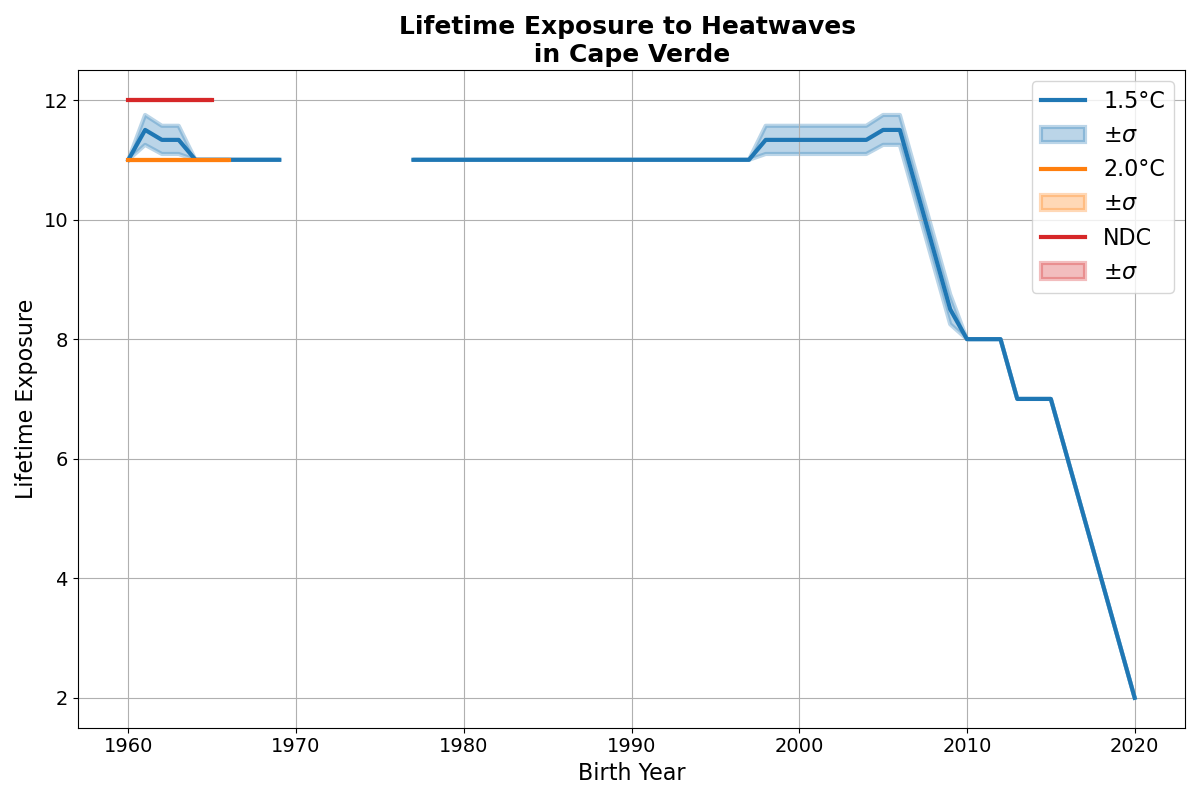 Lifetime Exposure to Heatwaves
in Cape Verde
Lifetime Exposure
12
10
8
6
4
2
1.5°C
±σ
2.0°C
±σ
NDC
±σ
1960 1970 1980 1990 2000 2010 2020
Birth Year